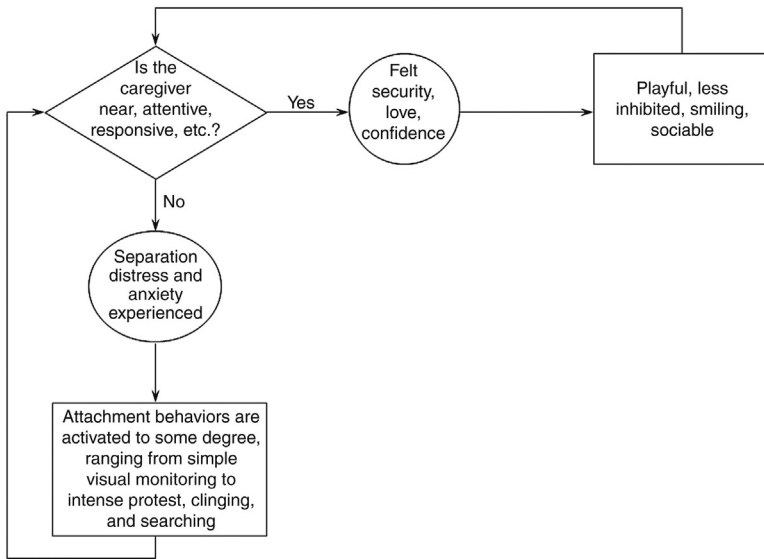 Is the
caregiver
near, attentive,
responsive, etc.?
Yes
Felt
security,
love,
confidence
Playful, less
inhibited, smiling,
sociable
No
Separation
distress and
anxiety
experienced
Attachment behaviors are
activated to some degree,
ranging from simple
visual monitoring to
intense protest, clinging,
and searching